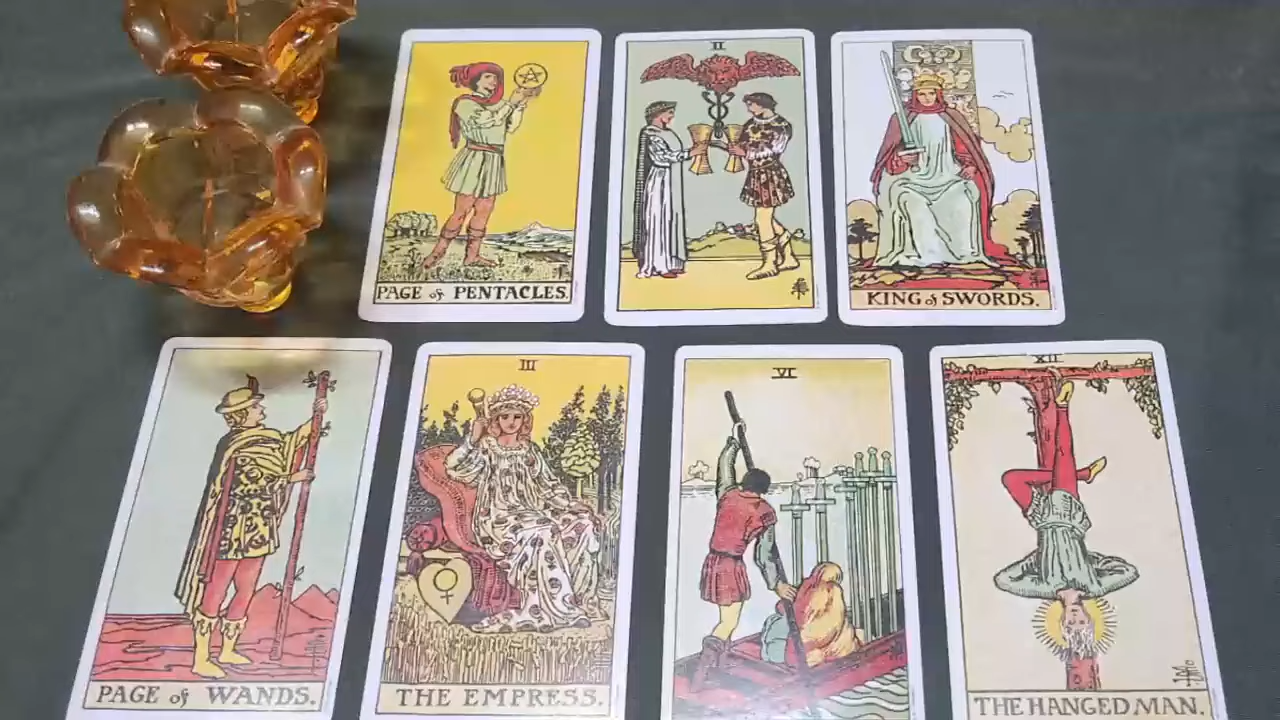 PAGE of PENTACLES.
II
KING of SWORDS.
PAGE of WANDS.
III
THE EMPRESS.
VI
XII
THE HANGED MAN.